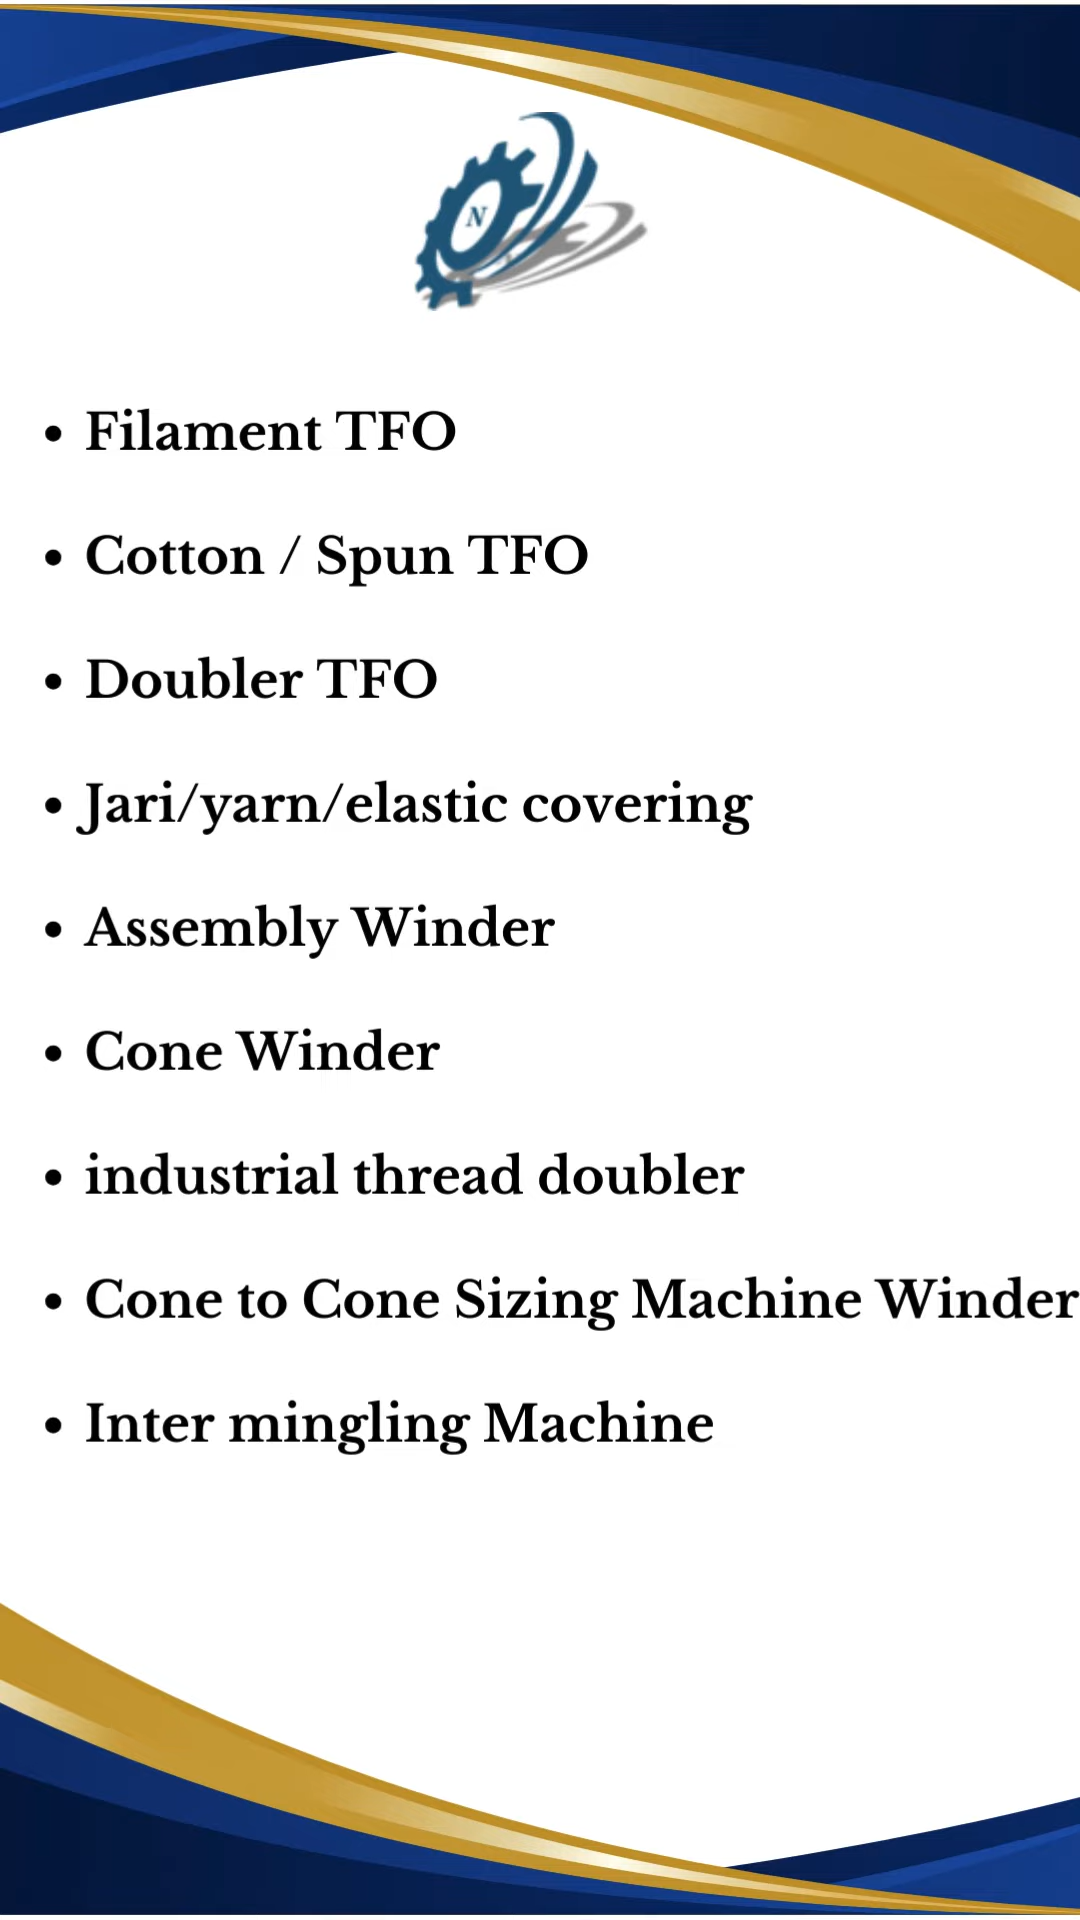 N
• Filament TFO
• Cotton / Spun TFO
• Doubler TFO
• Jari/yarn/elastic covering
• Assembly Winder
• Cone Winder
• industrial thread doubler
• Cone to Cone Sizing Machine Winder
• Inter mingling Machine